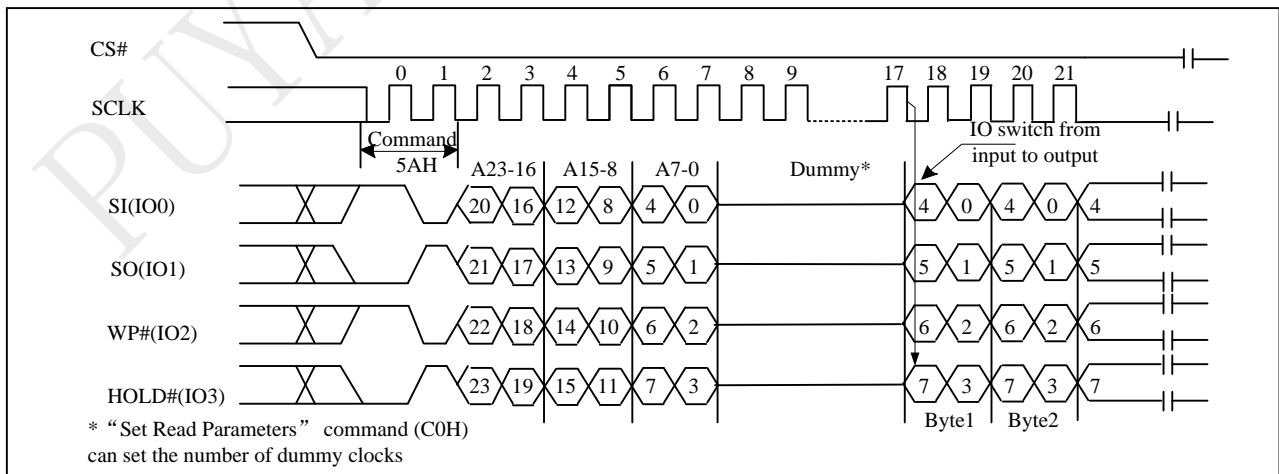 PUYA
CS#
0 1 2 3 4 5 6 7 8 9 17 18 19 20 21
SCLK
Command
5AH
IO switch from
input to output
A23-16 A15-8 A7-0 Dummy*
SI(IO0) 20 16 12 8 4 0 4 0 4 0 4
SO(IO1) 21 17 13 9 5 1 5 1 5 1 5
WP#(IO2) 22 18 14 10 6 2 6 2 6 2 6
HOLD#(IO3) 23 19 15 11 7 3 7 3 7 3 7
Byte1 Byte2
* “Set Read Parameters” command (C0H)
can set the number of dummy clocks